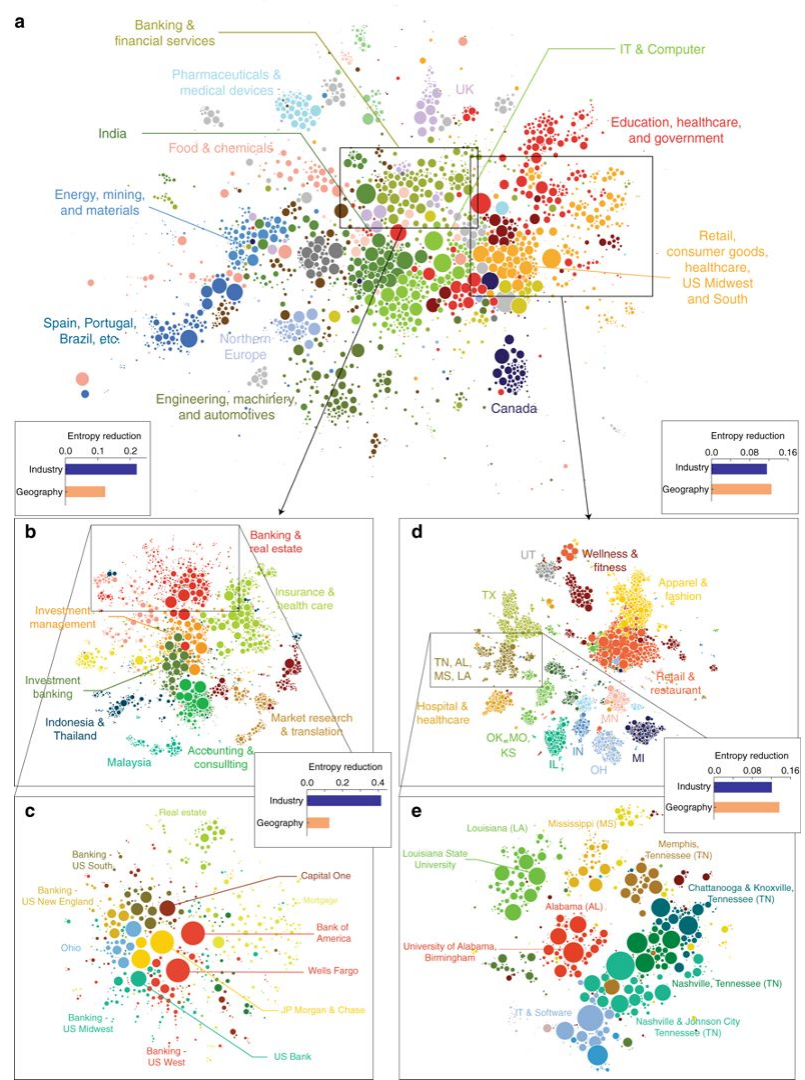 a
Banking &
financial services
IT & Computer
Pharmaceuticals &
medical devices
UK
Education, healthcare,
and government
India
Food & chemicals
Energy, mining,
and materials
Retail,
consumer goods,
healthcare,
US Midwest
and South
Spain, Portugal,
Brazil, etc.
Northern
Europe
Engineering, machinery,
and automotives
Canada
Entropy reduction
0.0 0.1 0.2
Industry
Geography
Entropy reduction
0.0 0.08 0.16
Industry
Geography
b
Banking &
real estate
Insurance &
health care
Investment
management
Investment
banking
Indonesia &
Thailand
Malaysia
Accounting &
consullting
Market research
& translation
Entropy reduction
0.0 0.2 0.4
Industry
Geography
d
UT
Wellness &
fitness
TX
Apparel &
fashion
TN, AL,
MS, LA
Retail &
restaurant
Hospital &
healthcare
MN
OK, MO,
KS
IL
IN
OH
MI
Entropy reduction
0.0 0.08 0.16
Industry
Geography
c
Real estate
Banking -
US South
Capital One
Banking -
US New England
Mortgage
Bank of
America
Ohio
Wells Fargo
JP Morgan & Chase
Banking -
US Midwest
Banking -
US West
US Bank
e
Louisiana (LA)
Mississippi (MS)
Memphis,
Tennessee (TN)
Louisiana State
University
Chattanooga & Knoxville,
Tennessee (TN)
Alabama (AL)
University of Alabama,
Birmingham
Nashville, Tennessee (TN)
IT & Software
Nashville & Johnson City
Tennessee (TN)